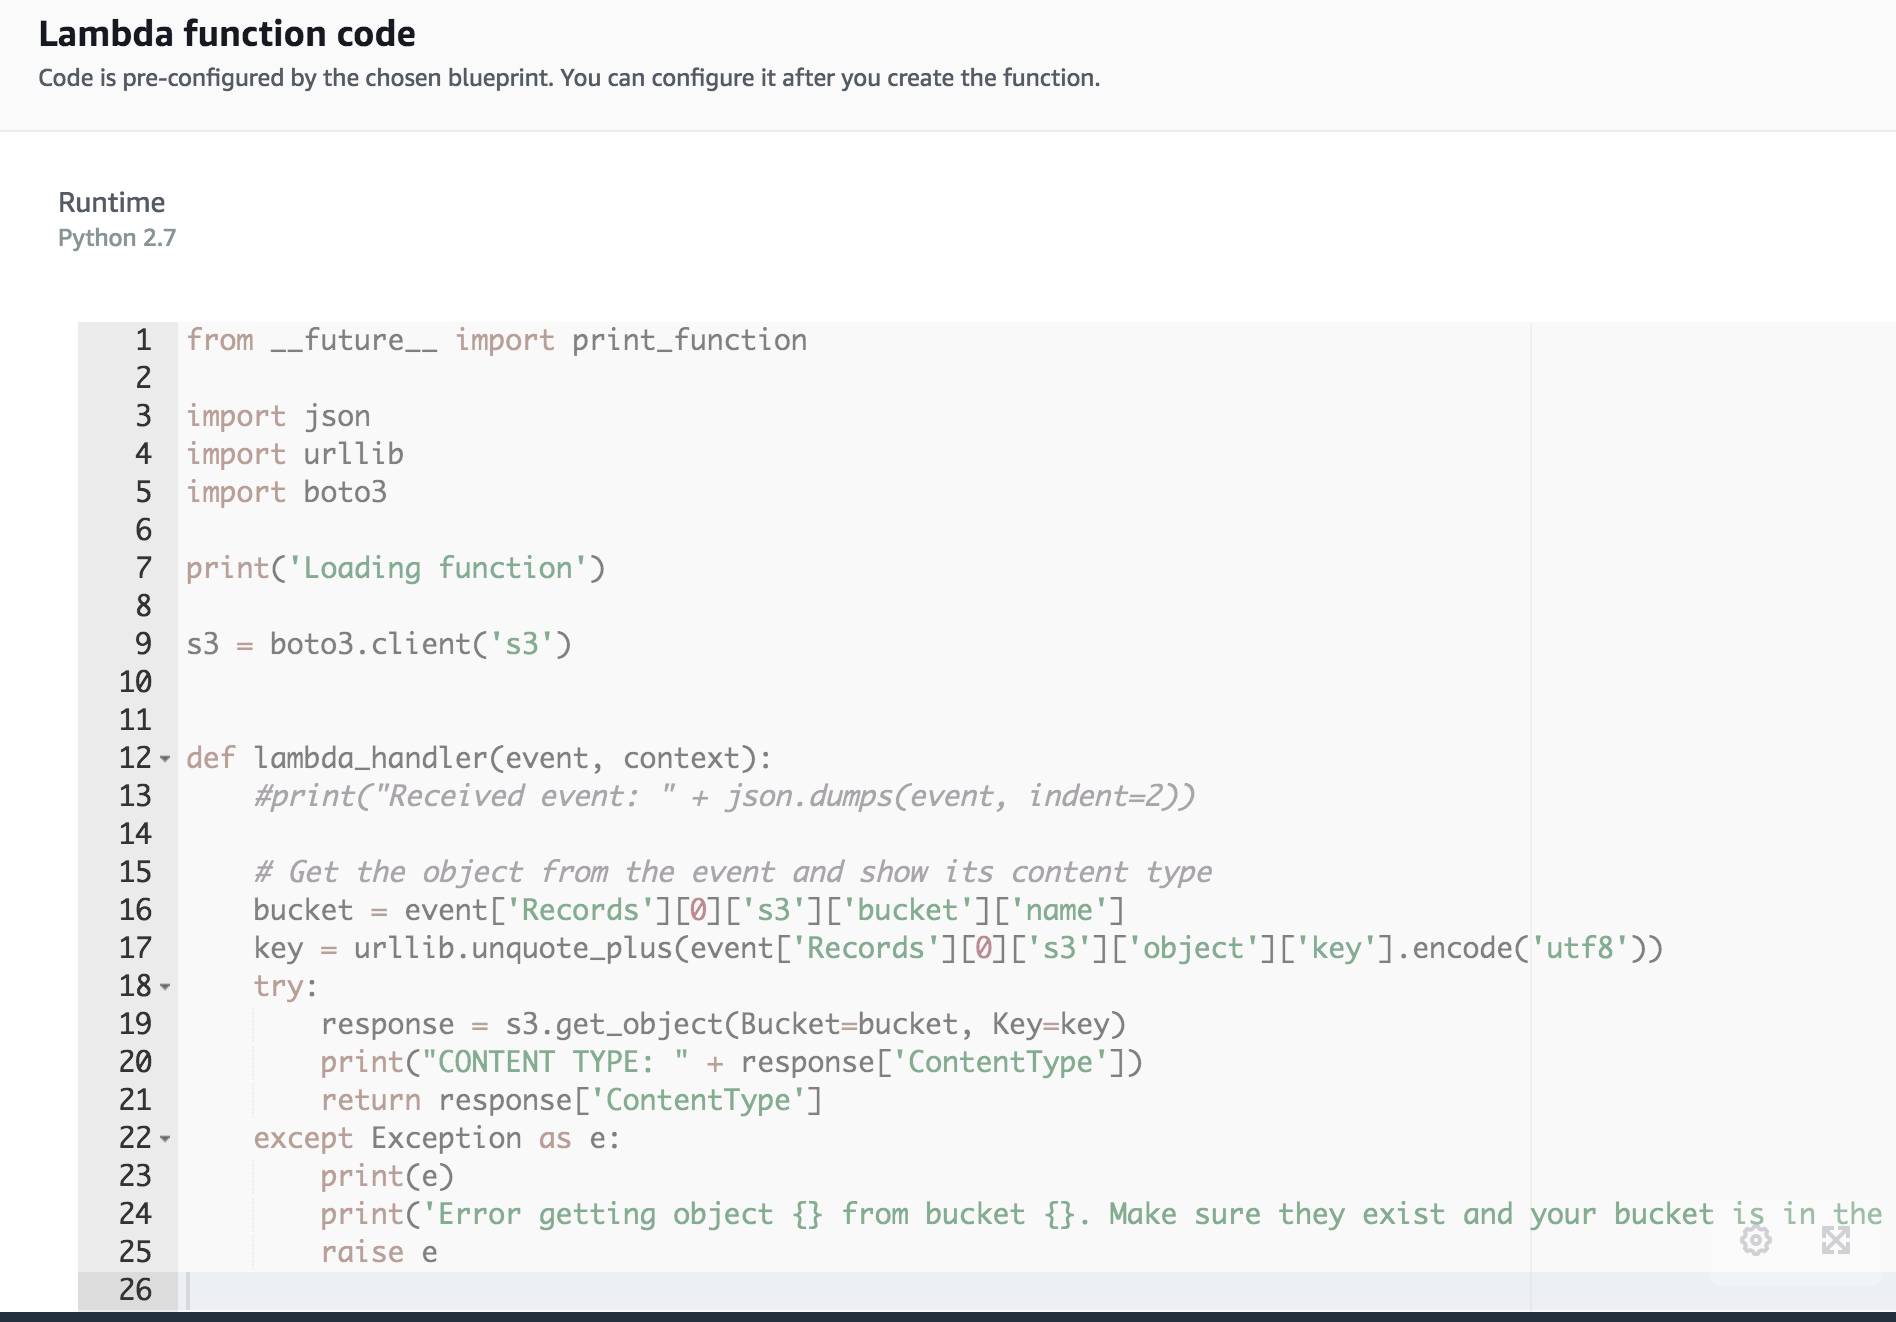 Lambda function code
Code is pre-configured by the chosen blueprint. You can configure it after you create the function.
Runtime
Python 2.7
1 from __future__ import print_function
2
3 import json
4 import urllib
5 import boto3
6
7 print('Loading function')
8
9 s3 = boto3.client('s3')
10
11
12 def lambda_handler(event, context):
13     #print("Received event: " + json.dumps(event, indent=2))
14
15     # Get the object from the event and show its content type
16     bucket = event['Records'][0]['s3']['bucket']['name']
17     key = urllib.unquote_plus(event['Records'][0]['s3']['object']['key'].encode('utf8'))
18     try:
19         response = s3.get_object(Bucket=bucket, Key=key)
20         print("CONTENT TYPE: " + response['ContentType'])
21         return response['ContentType']
22     except Exception as e:
23         print(e)
24         print('Error getting object {} from bucket {}. Make sure they exist and your bucket is in the
25         raise e
26